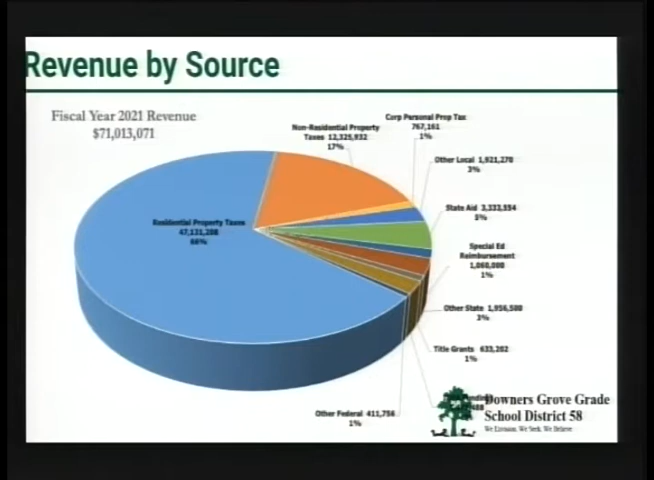 Revenue by Source
Fiscal Year 2021 Revenue
$71,013,071
Non-Residential Property
Taxes 12,325,932
17%
Corp Personal Prop Tax
767,161
1%
Other Local 1,921,270
3%
Residential Property Taxes
47,131,208
66%
State Aid 3,333,554
5%
Special Ed
Reimbursement
1,060,000
1%
Other State 1,956,500
3%
Title Grants 633,202
1%
Other Federal 411,756
1%
Downers Grove Grade
School District 58
We Envision. We Seek. We Believe